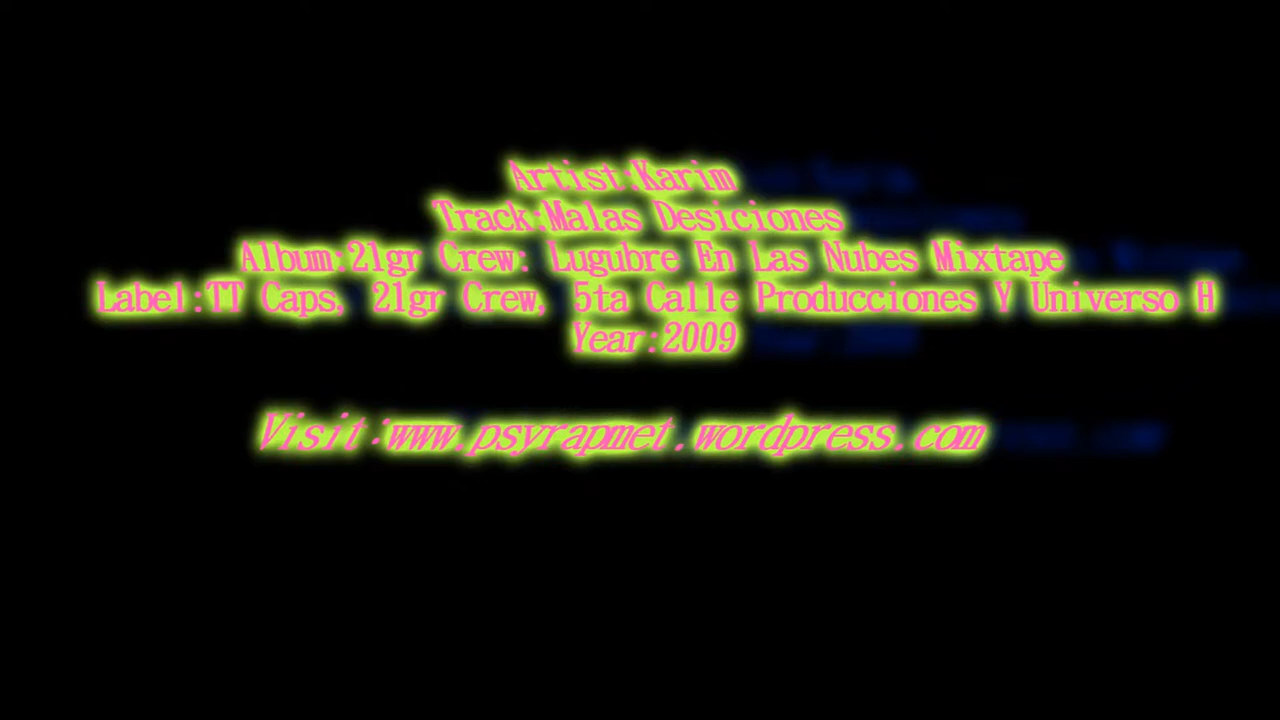 Artist:Karim
Track:Malas Desiciones
Album:21gr Crew: Lugubre En Las Nubes Mixtape
Label:TT Caps, 21gr Crew, 5ta Calle Producciones Y Universo H
Year:2009
Visit:www.psyrapmet.wordpress.com